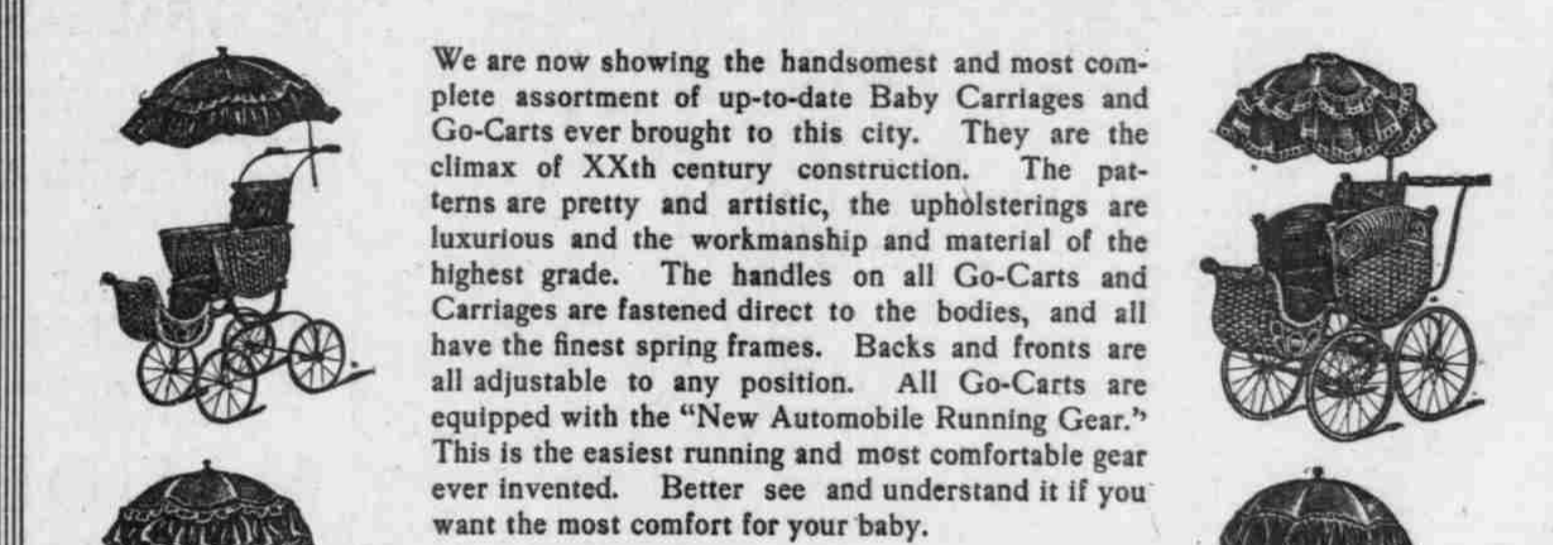 We are now showing the handsomest and most com-
plete assortment of up-to-date Baby Carriages and
Go-Carts ever brought to this city. They are the
climax of XXth century construction. The pat-
terns are pretty and artistic, the upholsterings are
luxurious and the workmanship and material of the
highest grade. The handles on all Go-Carts and
Carriages are fastened direct to the bodies, and all
have the finest spring frames. Backs and fronts are
all adjustable to any position. All Go-Carts are
equipped with the "New Automobile Running Gear."
This is the easiest running and most comfortable gear
ever invented. Better see and understand it if you
want the most comfort for your baby.